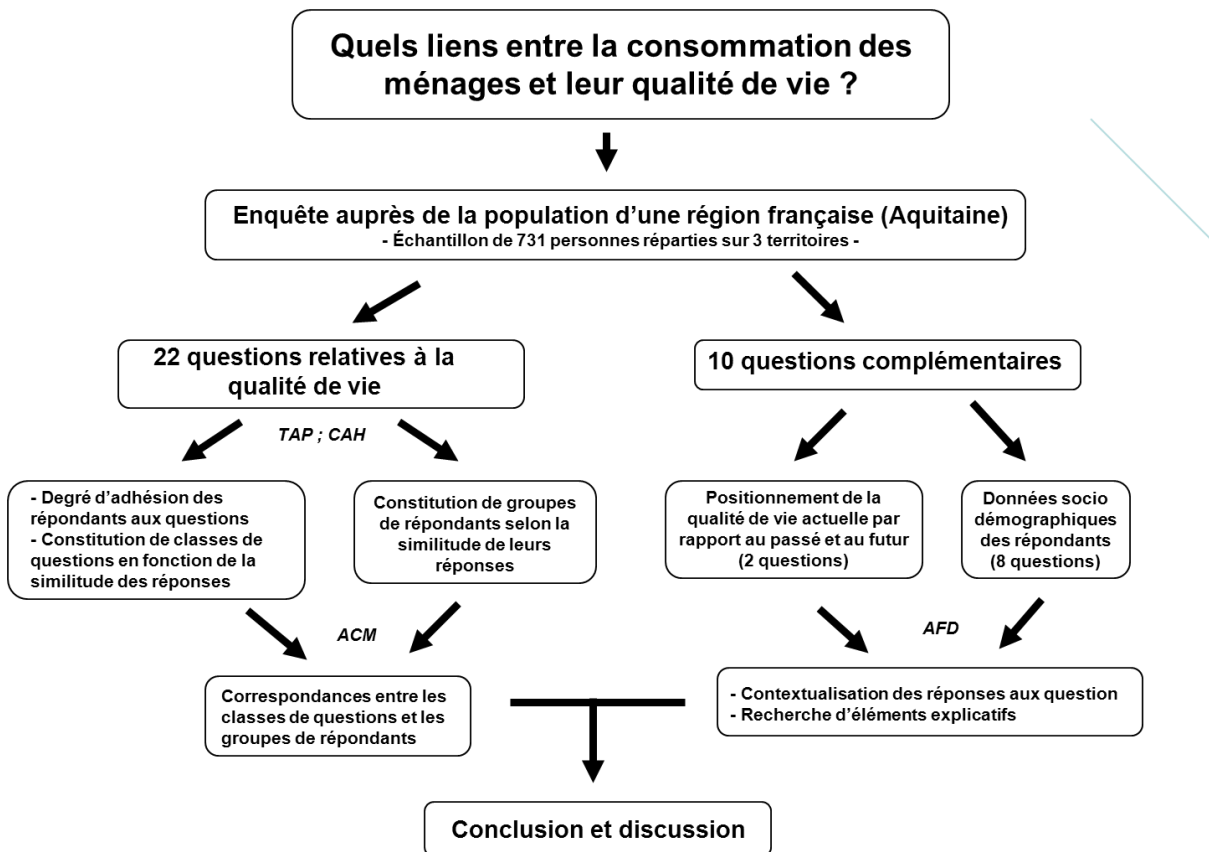 Quels liens entre la consommation des
ménages et leur qualité de vie ?
Enquête auprès de la population d’une région française (Aquitaine)
- Échantillon de 731 personnes réparties sur 3 territoires -
22 questions relatives à la
qualité de vie
10 questions complémentaires
TAP ; CAH
- Degré d’adhésion des
répondants aux questions
- Constitution de classes de
questions en fonction de la
similitude des réponses
Constitution de groupes
de répondants selon la
similitude de leurs
réponses
Positionnement de la
qualité de vie actuelle par
rapport au passé et au futur
(2 questions)
Données socio
démographiques
des répondants
(8 questions)
ACM
AFD
Correspondances entre les
classes de questions et les
groupes de répondants
- Contextualisation des réponses aux question
- Recherche d’éléments explicatifs
Conclusion et discussion